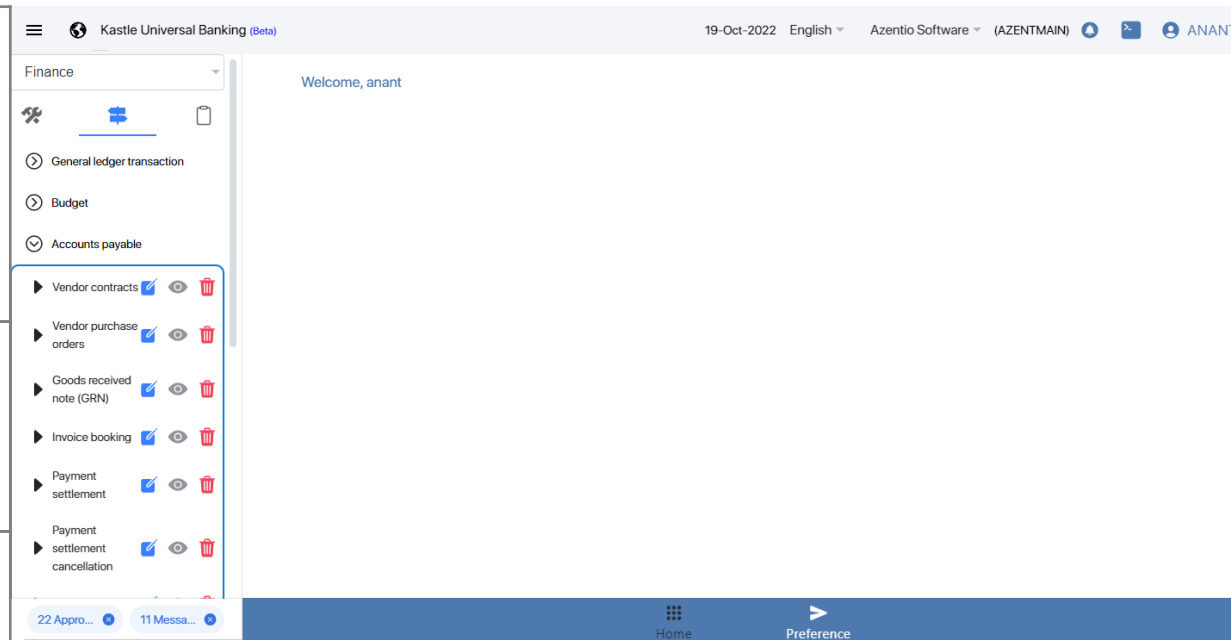 Kastle Universal Banking (Beta)
19-Oct-2022 English Azentio Software (AZENTMAIN) ANANT
Finance
Welcome, anant
General ledger transaction
Budget
Accounts payable
Vendor contracts
Vendor purchase
orders
Goods received
note (GRN)
Invoice booking
Payment
settlement
Payment
settlement
cancellation
22 Appro... 11 Messa...
Home
Preference